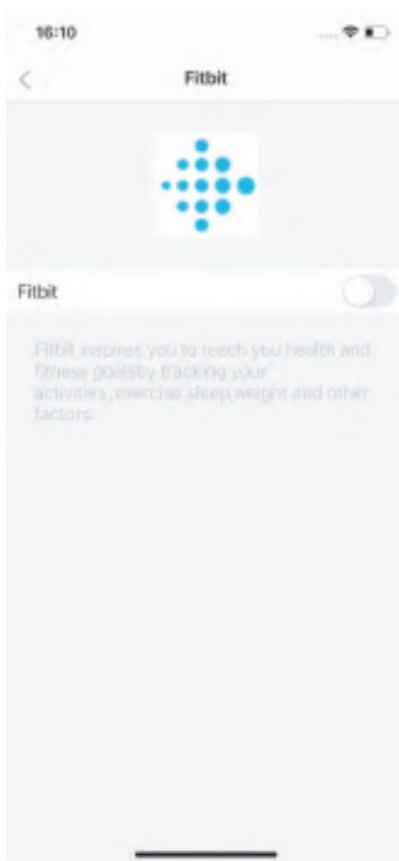 16:10
Fitbit
Fitbit
Fitbit inspires you to reach you health and
fitness goalsby tracking your
activities ,exercise,sleep,weight and other
factors.